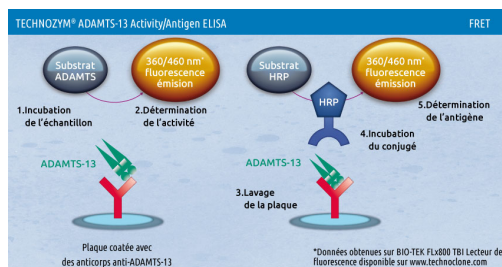 TECHNOZYM® ADAMTS-13 Activity/Antigen ELISA
FRET
Substrat
ADAMTS
360/460 nm*
fluorescence
émision
1.Incubation
de l'échantillon
2.Détermination
de l'activité
ADAMTS-13
Plaque coatée avec
des anticorps anti-ADAMTS-13
Substrat
HRP
360/460 nm*
fluorescence
émission
HRP
5.Détermination
de l'antigène
4.Incubation
du conjugué
ADAMTS-13
3.Lavage
de la plaque
*Données obtenues sur BIO-TEK FLx800 TBI Lecteur de
fluorescence disponible sur www.technoclone.com